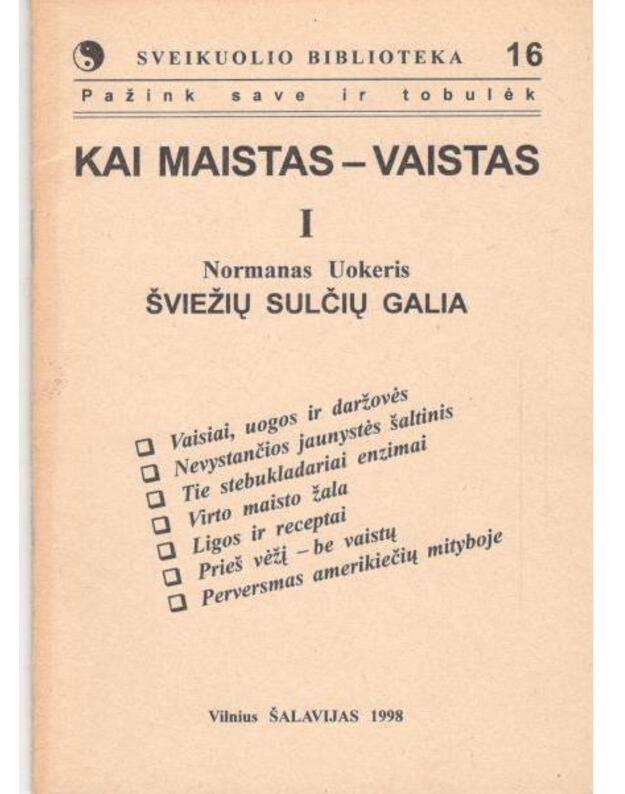 SVEIKUOLIO BIBLIOTEKA 16
Pažink save ir tobulėk
KAI MAISTAS – VAISTAS
I
Normanas Uokeris
ŠVIEŽIŲ SULČIŲ GALIA
❑ Vaisiai, uogos ir daržovės
❑ Nevystančios jaunystės šaltinis
❑ Tie stebukladariai enzimai
❑ Virto maisto žala
❑ Ligos ir receptai
❑ Prieš vėžį – be vaistų
❑ Perversmas amerikiečių mityboje
Vilnius ŠALAVIJAS 1998